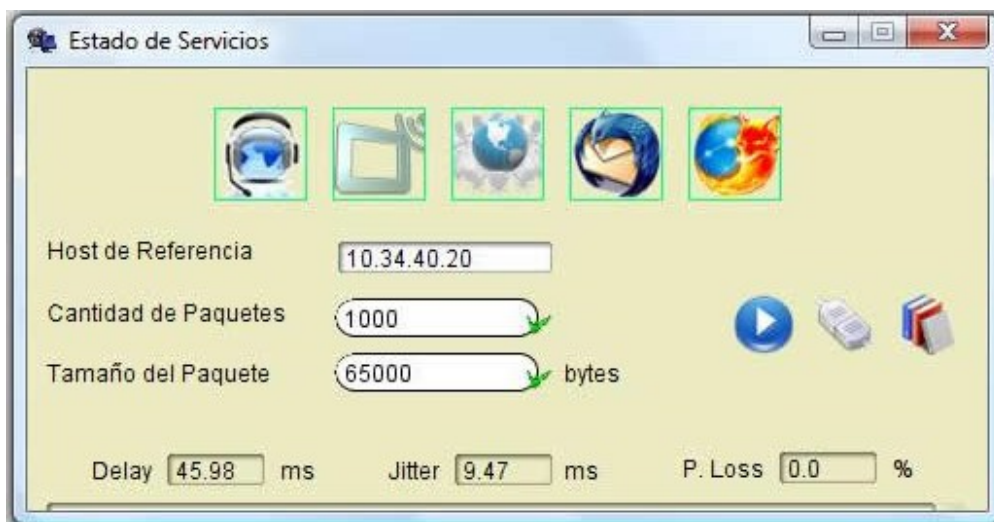 Estado de Servicios
Host de Referencia 10.34.40.20
Cantidad de Paquetes 1000
Tamaño del Paquete 65000 bytes
Delay 45.98 ms Jitter 9.47 ms P. Loss 0.0 %